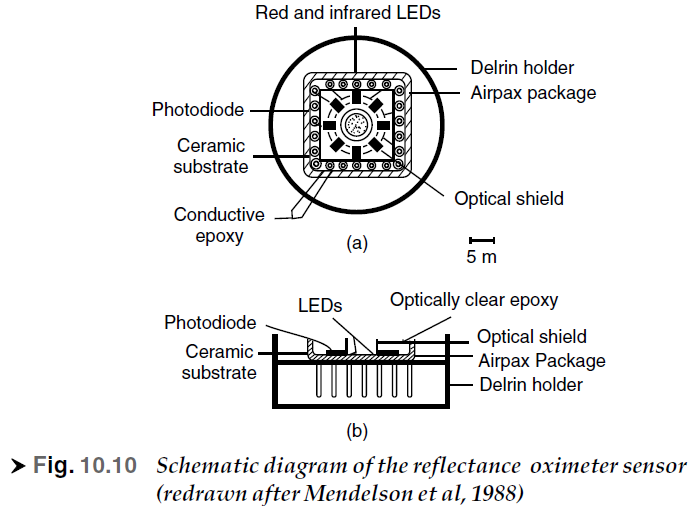 Red and infrared LEDs
Delrin holder
Airpax package
Photodiode
Ceramic
substrate
Optical shield
Conductive
epoxy
(a)
5 m
LEDs
Optically clear epoxy
Photodiode
Optical shield
Ceramic
substrate
Airpax Package
Delrin holder
(b)
➤ Fig. 10.10 Schematic diagram of the reflectance oximeter sensor
(redrawn after Mendelson et al, 1988)